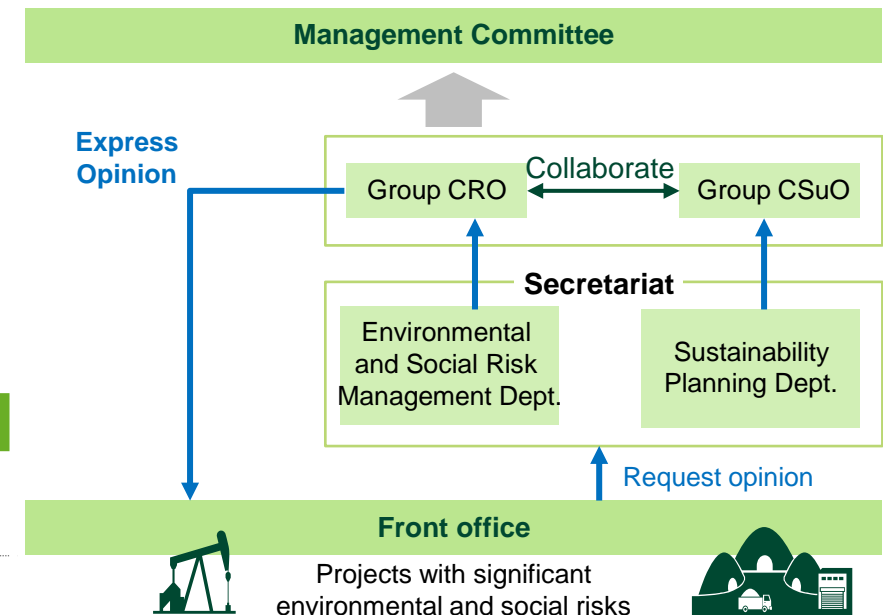 Management Committee
Express
Opinion
Collaborate
Group CRO
Group CSuO
Secretariat
Environmental
and Social Risk
Management Dept.
Sustainability
Planning Dept.
Request opinion
Front office
Projects with significant
environmental and social risks